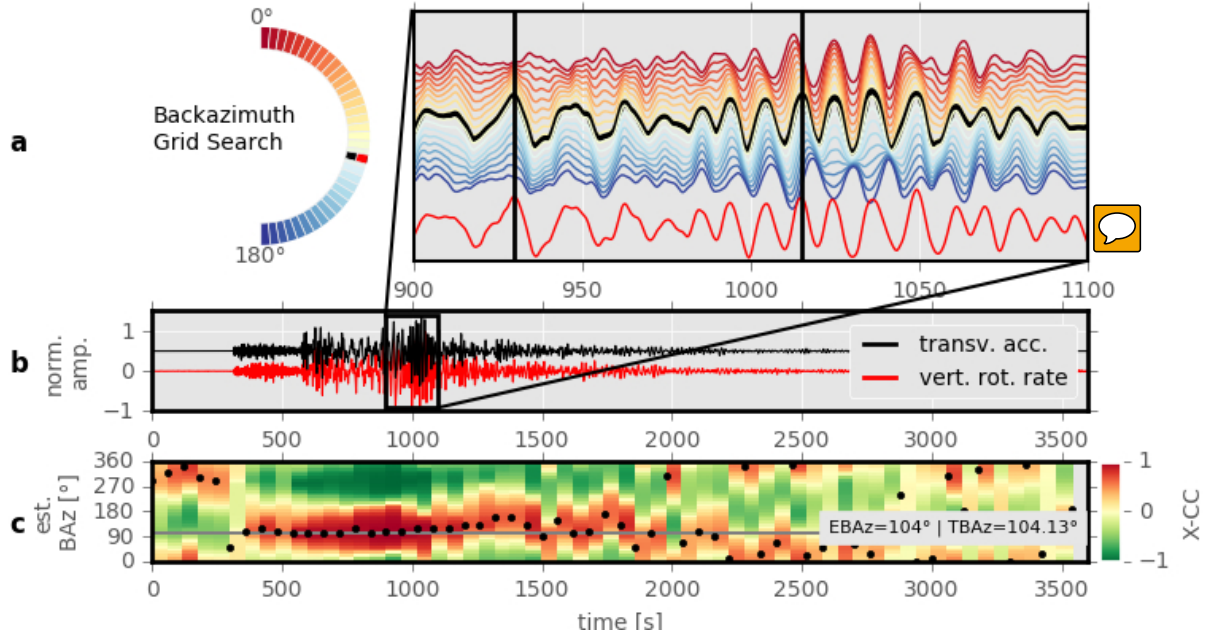 0°
a
Backazimuth
Grid Search
180°
900 950 1000 1050 1100
b
norm.
amp.
1
0
−1
transv. acc.
vert. rot. rate
0 500 1000 1500 2000 2500 3000 3500
c
est.
BAz [°]
360
270
180
90
0
EBAz=104° | TBAz=104.13°
1
0
−1
X-CC
0 500 1000 1500 2000 2500 3000 3500
time [s]